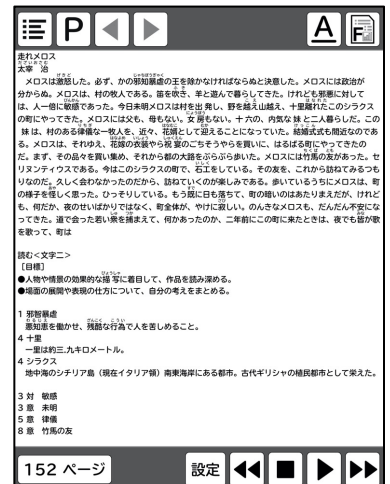 P
A
F
走れメロス
だざいおさむ
太宰　治
メロスは激怒した。必ず、かの邪知暴虐の王を除かなければならぬと決意した。メロスには政治が
分からぬ。メロスは、村の牧人である。笛を吹き、羊と遊んで暮らしてきた。けれども邪悪に対して
は、人一倍に敏感であった。今日未明メロスは村を出発し、野を越え山越え、十里離れたこのシラクス
の町にやってきた。メロスには父も、母もない。女房もない。十六の、内気な妹と二人暮らしだ。この
妹は、村のある律儀な一牧人を、近々、花婿として迎えることになっていた。結婚式も間近なのであ
る。メロスは、それゆえ、花嫁の衣装やら祝宴のごちそうやらを買いに、はるばる町にやってきたの
だ。まず、その品々を買い集め、それから都の大路をぶらぶら歩いた。メロスには竹馬の友があった。セ
リヌンティウスである。今はこのシラクスの町で、石工をしている。その友を、これから訪ねてみるつも
りなのだ。久しく会わなかったのだから、訪ねていくのが楽しみである。歩いているうちにメロスは、町
の様子を怪しく思った。ひっそりしている。もう既に日も落ちて、町の暗いのはあたりまえだが、けれど
も、何だか、夜のせいばかりではなく、町全体が、やけに寂しい。のんきなメロスも、だんだん不安にな
ってきた。道で会った若い衆を捕まえて、何かあったのか、二年前にこの町に来たときは、夜でも皆が歌
を歌って、町は
読む＜文字二＞
［目標］
●人物や情景の効果的な描写に着目して、作品を読み深める。
●場面の展開や表現の仕方について、自分の考えをまとめる。
1 邪智暴虐
悪知恵を働かせ、残酷な行為で人を苦しめること。
4 十里
一里は約三.九キロメートル。
4 シラクス
地中海のシチリア島（現在イタリア領）南東海岸にある都市。古代ギリシャの植民都市として栄えた。
3 対　敏感
3 意　未明
5 意　律儀
8 意　竹馬の友
152 ページ
設定